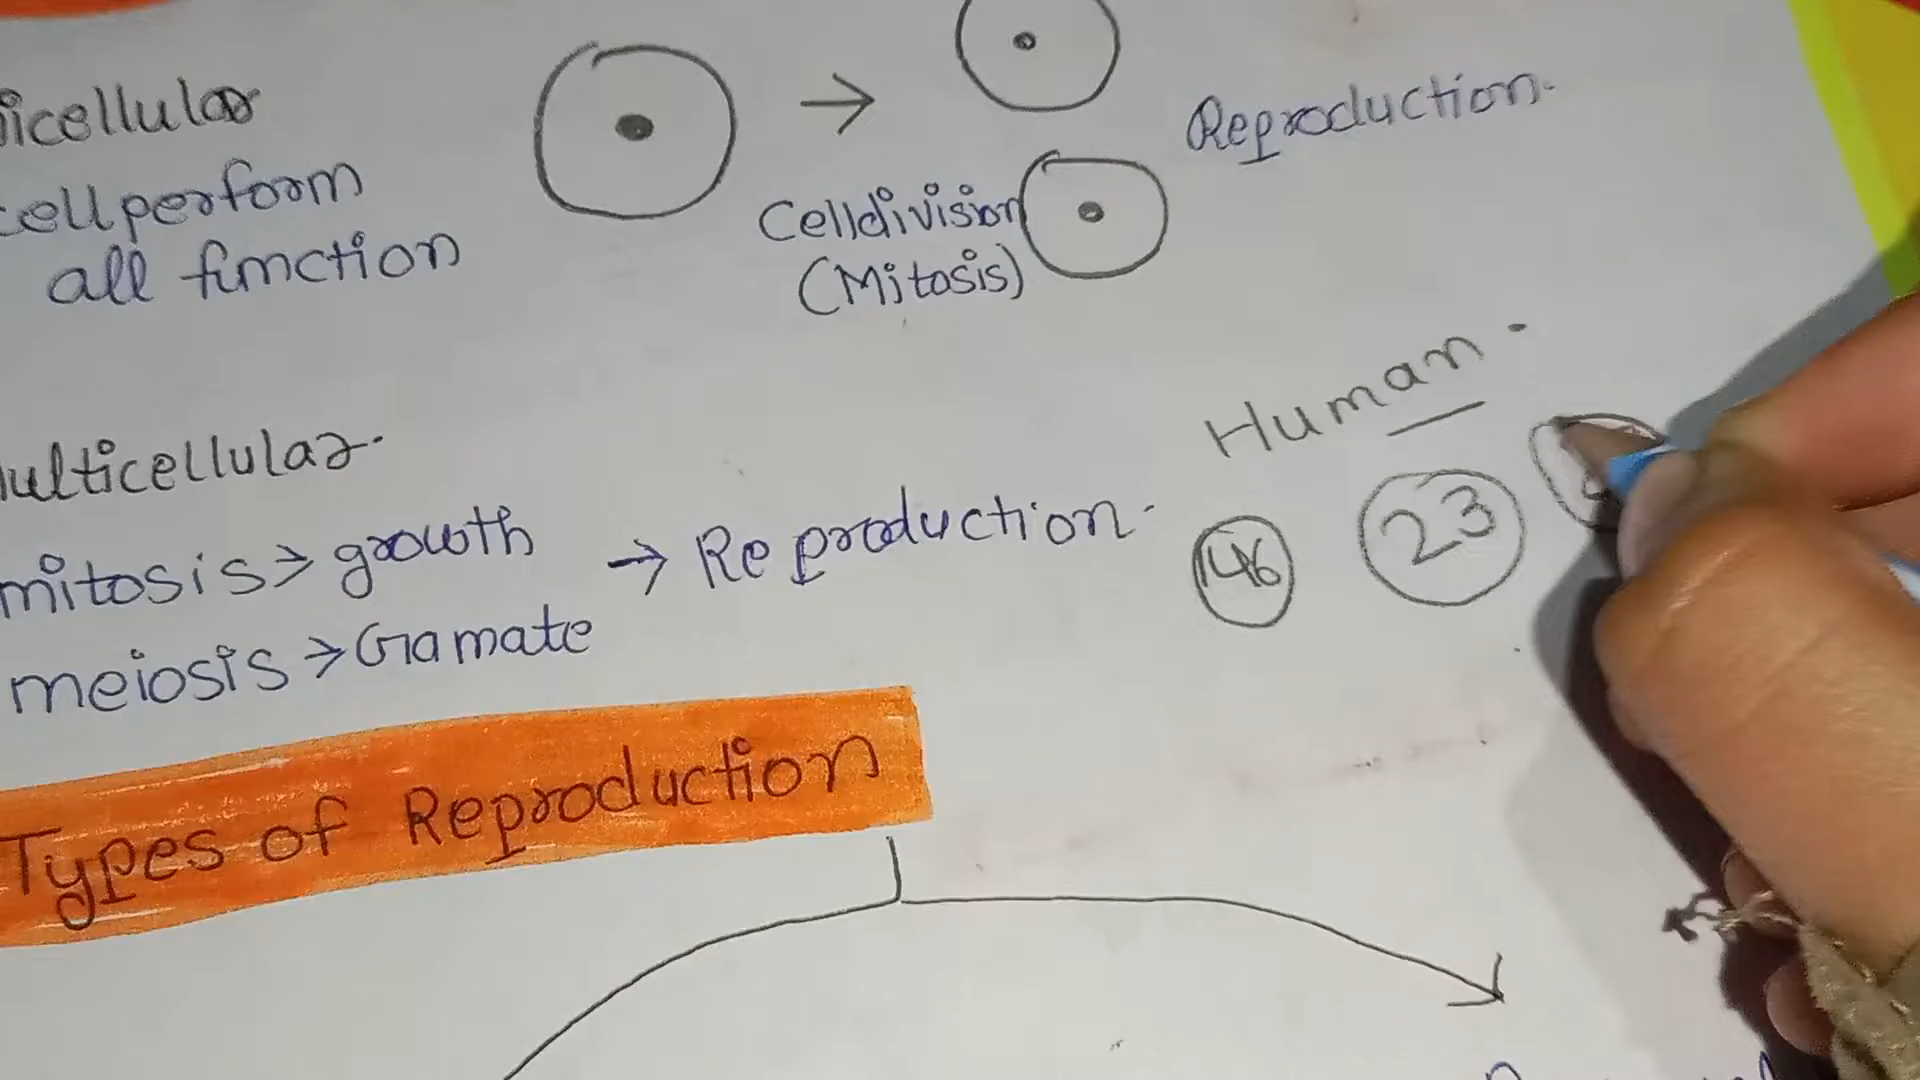 icellular
cell perform
all function
Celldivision
(Mitosis)
Reproduction.
ulticellular.
mitosis > growth
meiosis > Gamate
→ Reproduction.
Human
46
23
Types of Reproduction